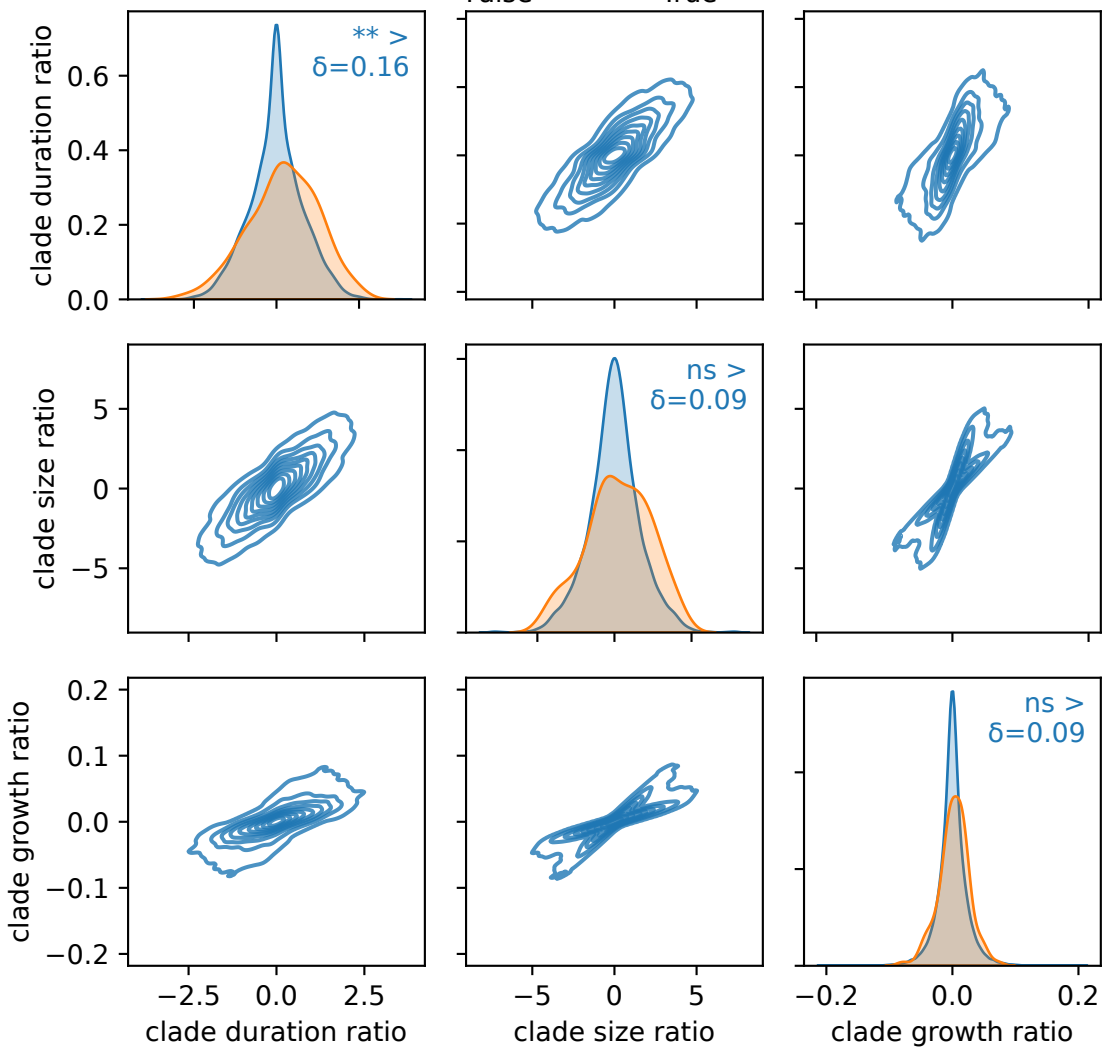 False True
clade duration ratio
0.6
0.4
0.2
0.0
** >
δ=0.16
clade size ratio
5
0
−5
ns >
δ=0.09
clade growth ratio
0.2
0.1
0.0
−0.1
−0.2
ns >
δ=0.09
−2.5 0.0 2.5
−5 0 5
−0.2 0.0 0.2
clade duration ratio
clade size ratio
clade growth ratio